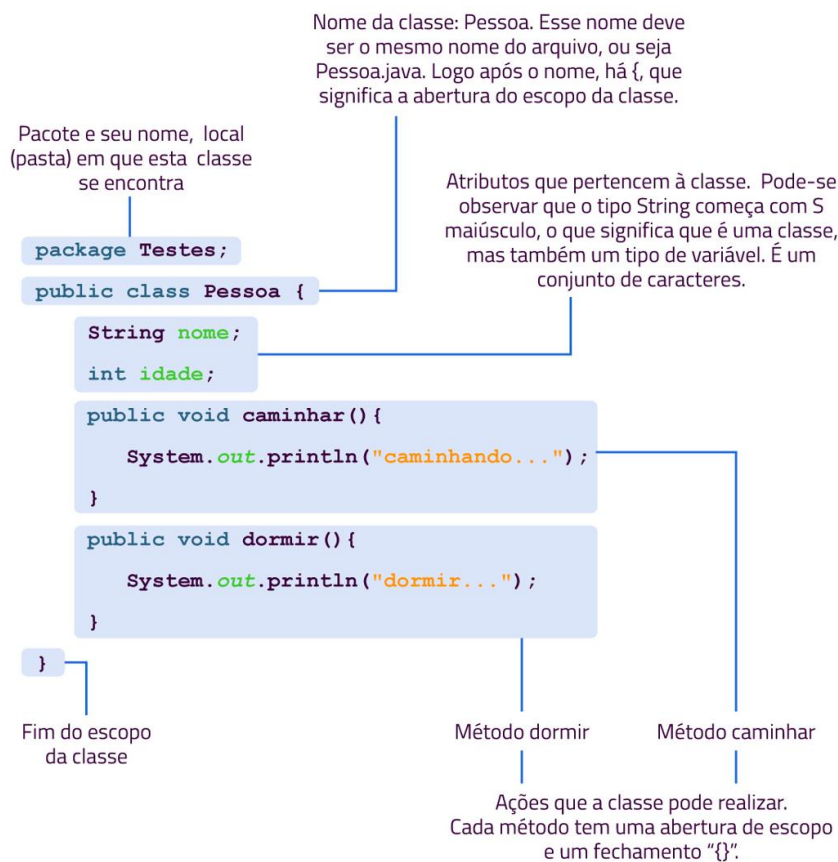 Nome da classe: Pessoa. Esse nome deve
ser o mesmo nome do arquivo, ou seja
Pessoa.java. Logo após o nome, há {, que
significa a abertura do escopo da classe.
Pacote e seu nome, local
(pasta) em que esta classe
se encontra
Atributos que pertencem à classe. Pode-se
observar que o tipo String começa com S
maiúsculo, o que significa que é uma classe,
mas também um tipo de variável. É um
conjunto de caracteres.
package Testes;
public class Pessoa {
String nome;
int idade;
public void caminhar(){
System.out.println("caminhando...");
}
public void dormir(){
System.out.println("dormir...");
}
}
Fim do escopo
da classe
Método dormir
Método caminhar
Ações que a classe pode realizar.
Cada método tem uma abertura de escopo
e um fechamento “{}”.